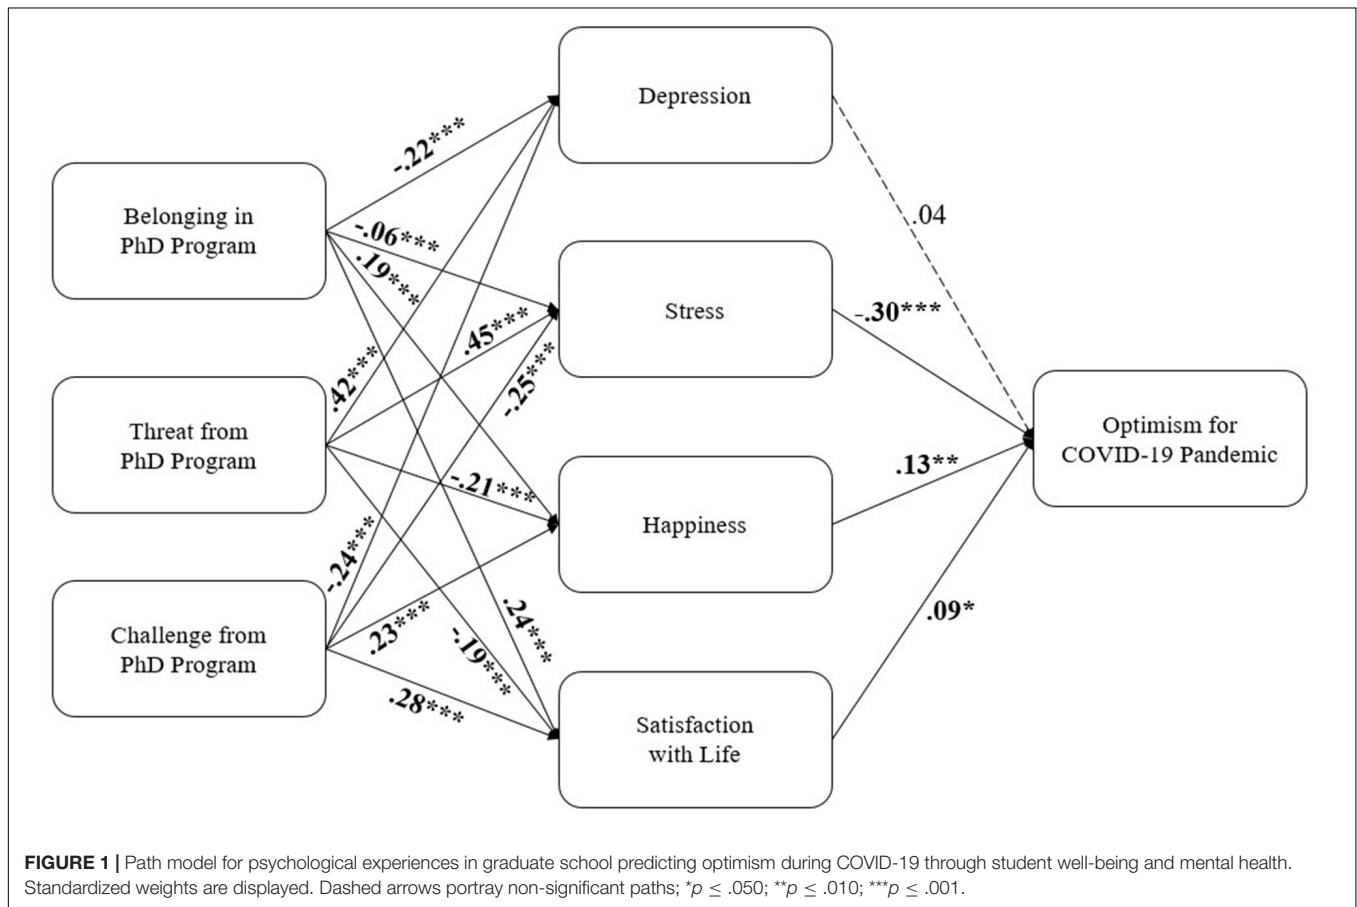 Depression
-.22***
Belonging in
PhD Program
-.06***
.19***
.04
Stress
-.30***
.45***
.42***
-.25***
Threat from
PhD Program
Optimism for
COVID-19 Pandemic
.13**
-.21***
Happiness
-.24***
.23***
.24***
-.19***
.09*
Challenge from
PhD Program
.28***
Satisfaction
with Life
FIGURE 1 | Path model for psychological experiences in graduate school predicting optimism during COVID-19 through student well-being and mental health.
Standardized weights are displayed. Dashed arrows portray non-significant paths; *p ≤ .050; **p ≤ .010; ***p ≤ .001.